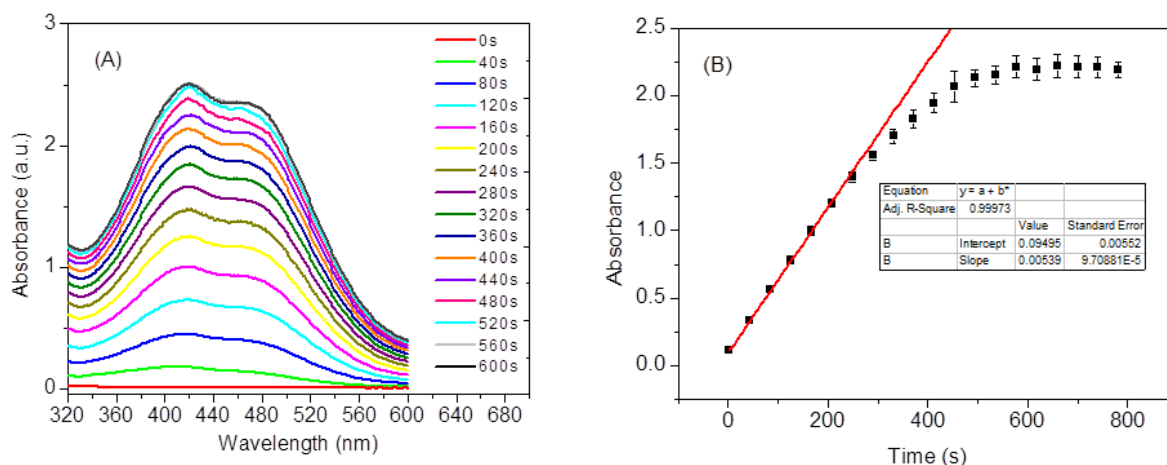 (A)
3
2
1
0
Absorbance (a.u.)
320 360 400 440 480 520 560 600 640 680
Wavelength (nm)
0s
40s
80s
120s
160s
200s
240s
280s
320s
360s
400s
440s
480s
520s
560s
600s
(B)
2.5
2.0
1.5
1.0
0.5
0.0
Absorbance
0 200 400 600 800
Time (s)
Equation y = a + b*
Adj. R-Square 0.99973
Value Standard Error
B Intercept 0.09495 0.00552
B Slope 0.00539 9.70881E-5